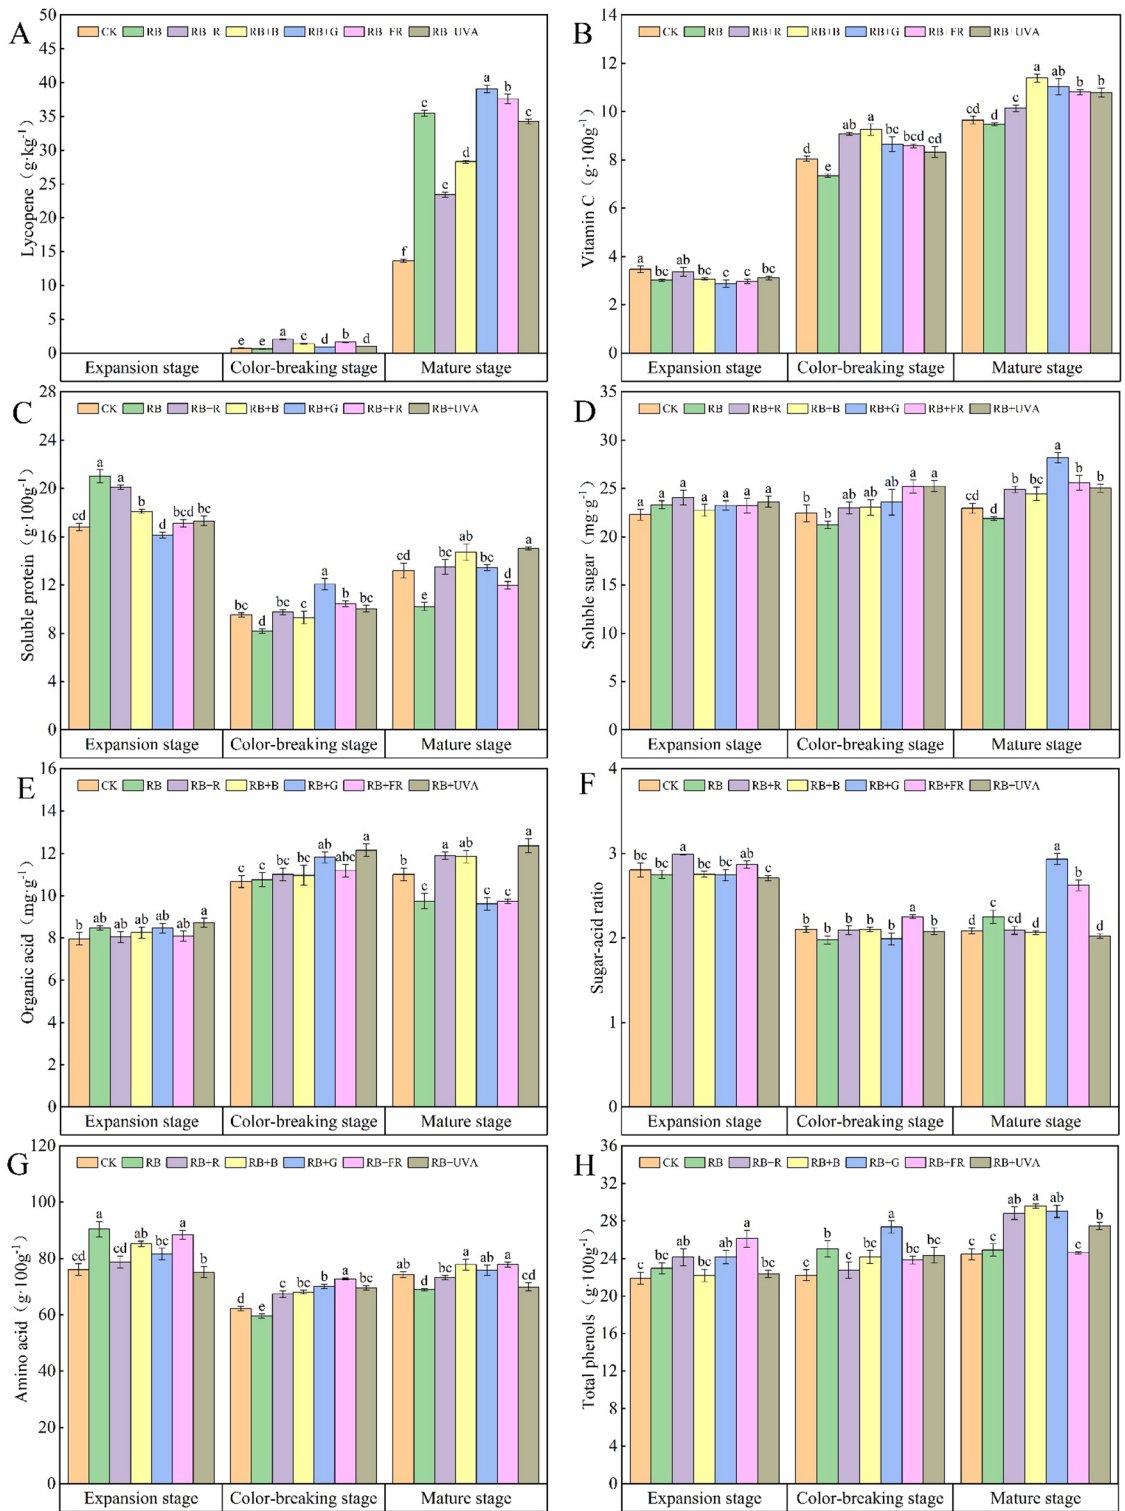 A
CK RB RB−R RB+B RB+G RB−FR RB−UVA
50
45
40
35
30
25
20
15
10
5
0
Lycopene（g·kg⁻¹）
e e a c d b d
f c c d a b c
Expansion stage Color-breaking stage Mature stage
B
CK RB RB+R RB+B RB+G RB+FR RB+UVA
14
12
10
8
6
4
2
0
Vitamin C（g·100g⁻¹）
a bc ab bc c c bc
d e ab a bc bcd cd
cd d c a ab b b
Expansion stage Color-breaking stage Mature stage
C
CK RB RB−R RB+B RB+G RB+FR RB+UVA
28
24
20
16
12
8
4
0
Soluble protein（g·100g⁻¹）
cd a a b d bcd bc
bc d bc c a b bc
cd e bc ab bc d a
Expansion stage Color-breaking stage Mature stage
D
CK RB RB+R RB+B RB+G RB+FR RB+UVA
35
30
25
20
15
10
5
0
Soluble sugar（mg·g⁻¹）
a a a a a a a
b b ab ab ab a a
cd d b bc a b b
Expansion stage Color-breaking stage Mature stage
E
CK RB RB−R RB+B RB+G RB+FR RB+UVA
16
14
12
10
8
6
4
2
0
Organic acid（mg·g⁻¹）
b ab ab ab ab ab a
c c bc bc ab abc a
b c a ab c c a
Expansion stage Color-breaking stage Mature stage
F
CK RB RB+R RB+B RB+G RB+FR RB+UVA
4
3
2
1
0
Sugar-acid ratio
bc bc a bc bc ab c
b b b b b a b
d c cd d a b d
Expansion stage Color-breaking stage Mature stage
G
CK RB RB+R RB+B RB+G RB−FR RB−UVA
120
100
80
60
40
20
0
Amino acid（g·100g⁻¹）
cd a cd ab bc a b
d e c bc b a bc
ab d bc a ab a cd
Expansion stage Color-breaking stage Mature stage
H
CK RB RB−R RB+B RB−G RB+FR RB+UVA
36
32
28
24
20
16
12
8
4
0
Total phenols（g·100g⁻¹）
c bc ab c ab a c
c b c bc a bc bc
c c ab a ab c b
Expansion stage Color-breaking stage Mature stage